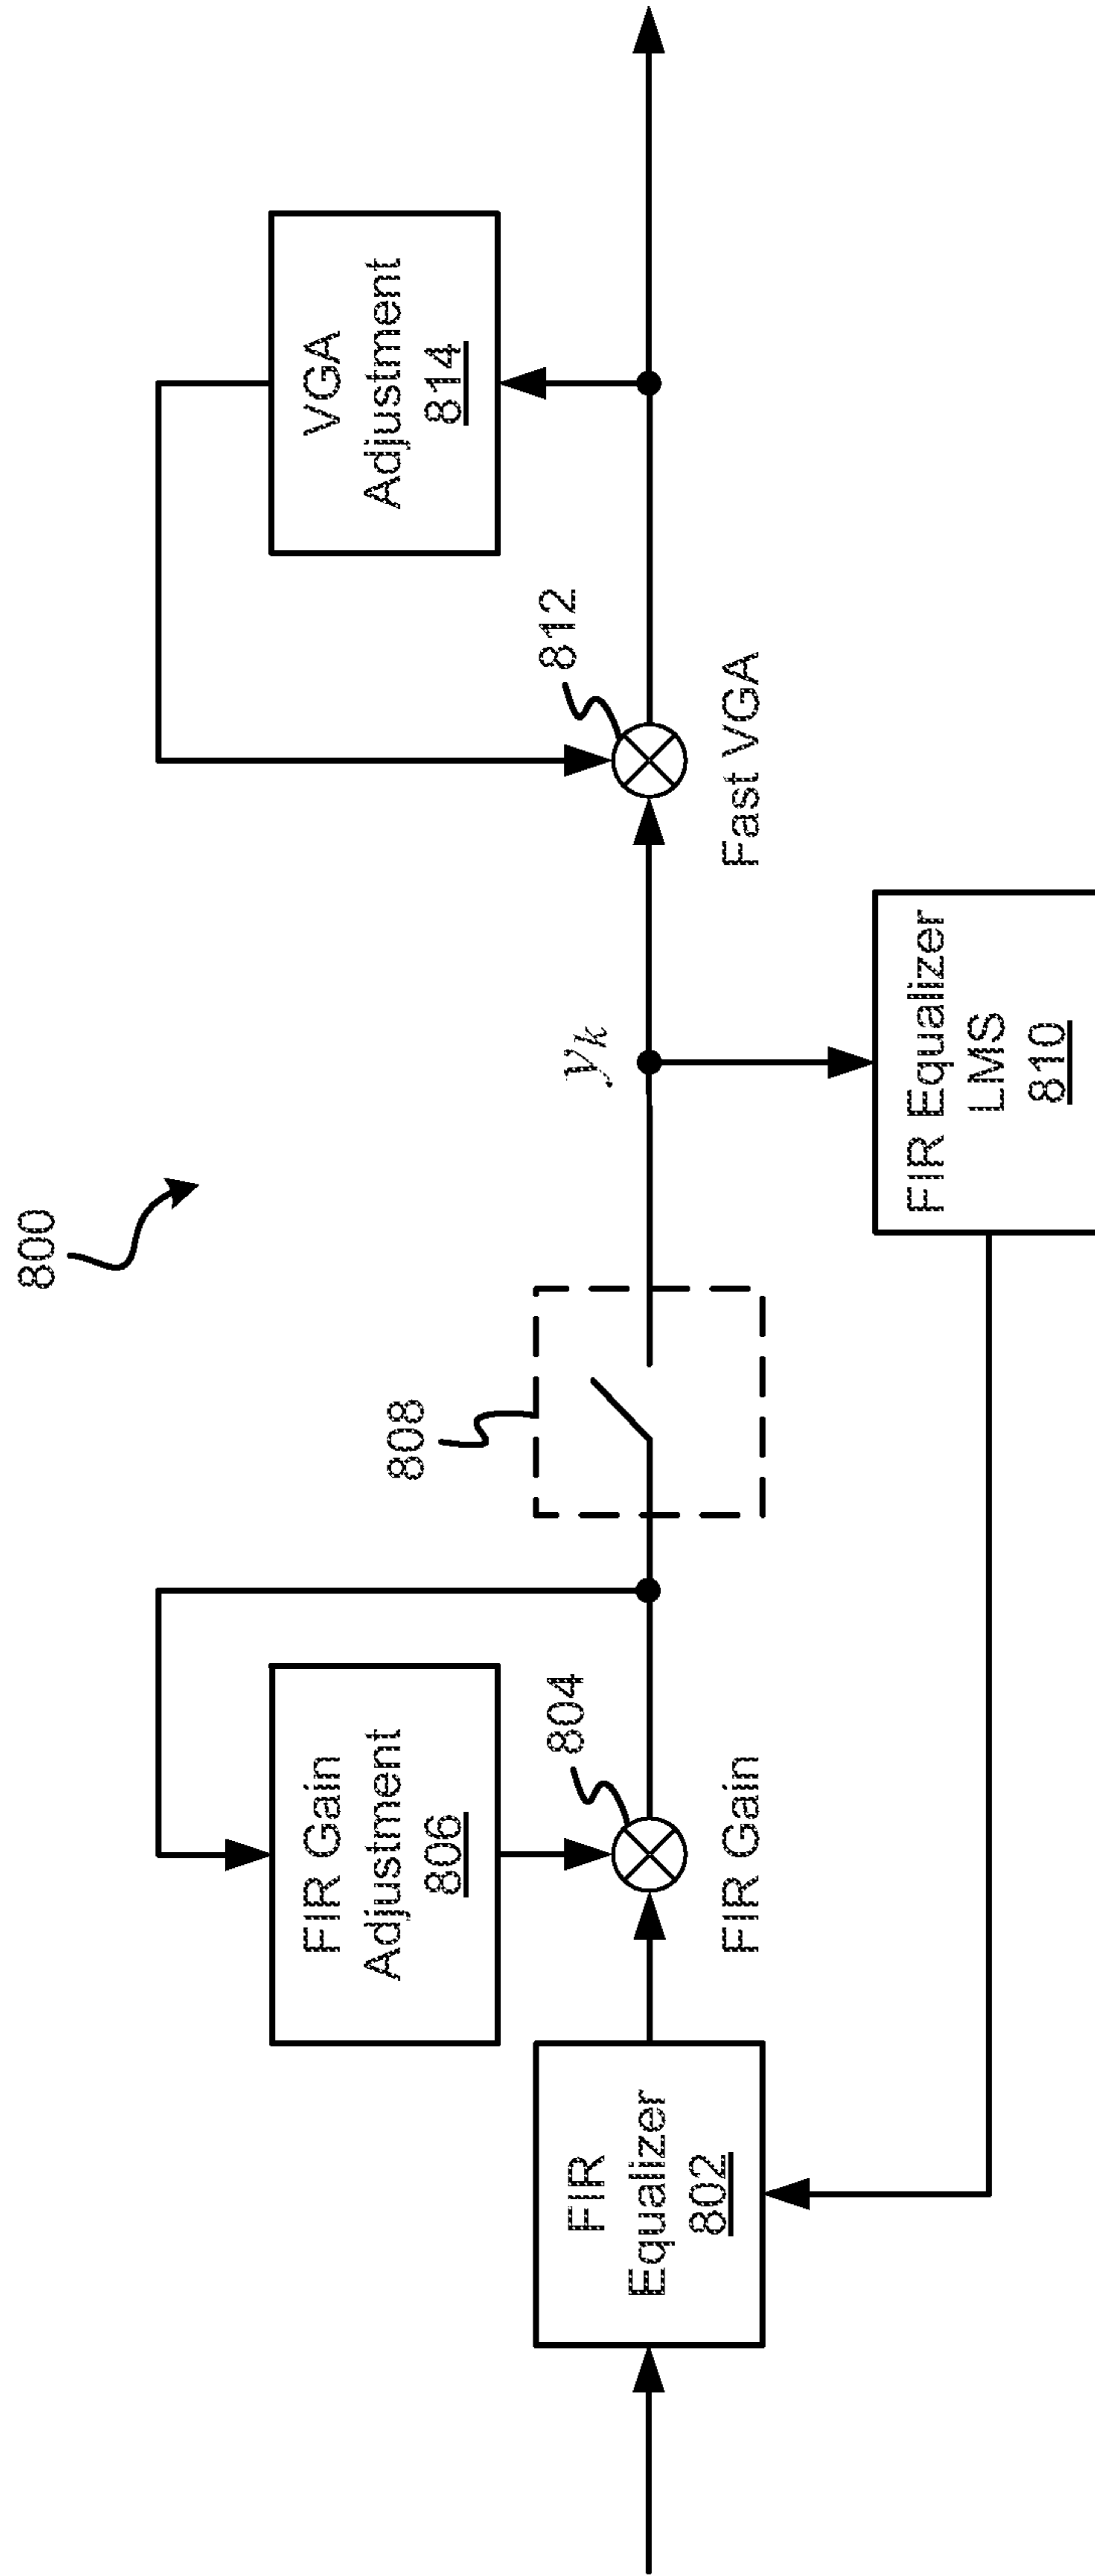 800
FIR
Equalizer
802
FIR Gain
Adjustment
806
804
FIR Gain
808
yk
FIR Equalizer
LMS
810
812
Fast VGA
VGA
Adjustment
814